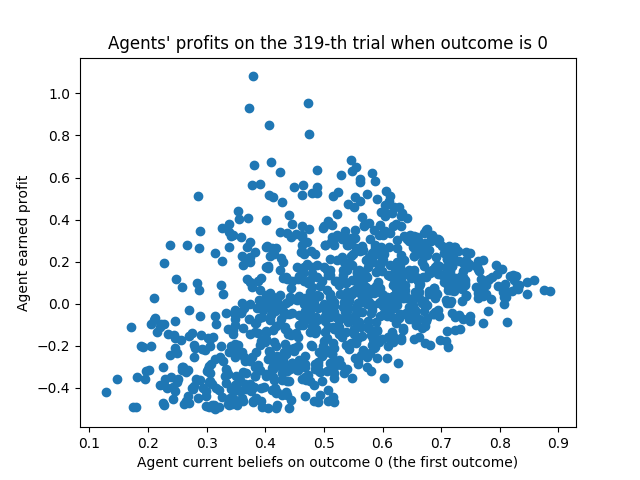 Agents' profits on the 319-th trial when outcome is 0
Agent earned profit
1.0
0.8
0.6
0.4
0.2
0.0
−0.2
−0.4
0.1 0.2 0.3 0.4 0.5 0.6 0.7 0.8 0.9
Agent current beliefs on outcome 0 (the first outcome)